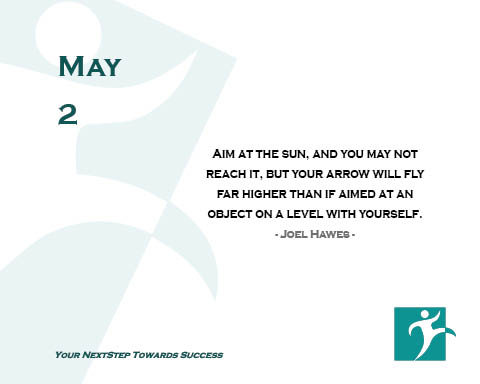 May
2
Aim at the sun, and you may not
reach it, but your arrow will fly
far higher than if aimed at an
object on a level with yourself.
- Joel Hawes -
Your NextStep Towards Success